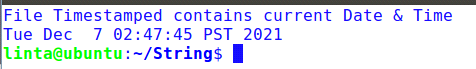 File Timestamped contains current Date & Time
Tue Dec  7 02:47:45 PST 2021
linta@ubuntu:~/String$